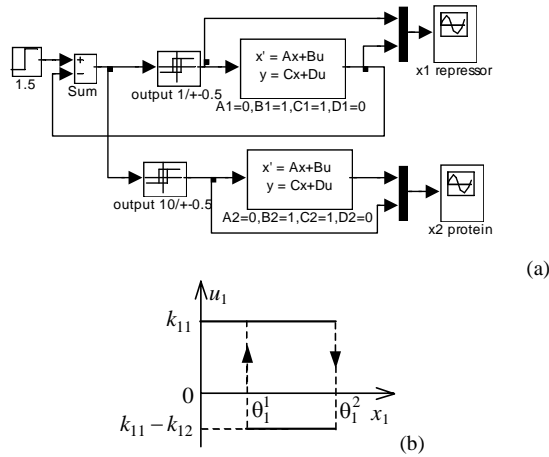 x' = Ax+Bu
y = Cx+Du
+
−
1.5
Sum
output 1/+-0.5
A1=0,B1=1,C1=1,D1=0
x1 repressor
x' = Ax+Bu
y = Cx+Du
output 10/+-0.5
A2=0,B2=1,C2=1,D2=0
x2 protein
(a)
u₁
k₁₁
0
θ₁¹
θ₁²
x₁
k₁₁ − k₁₂
(b)